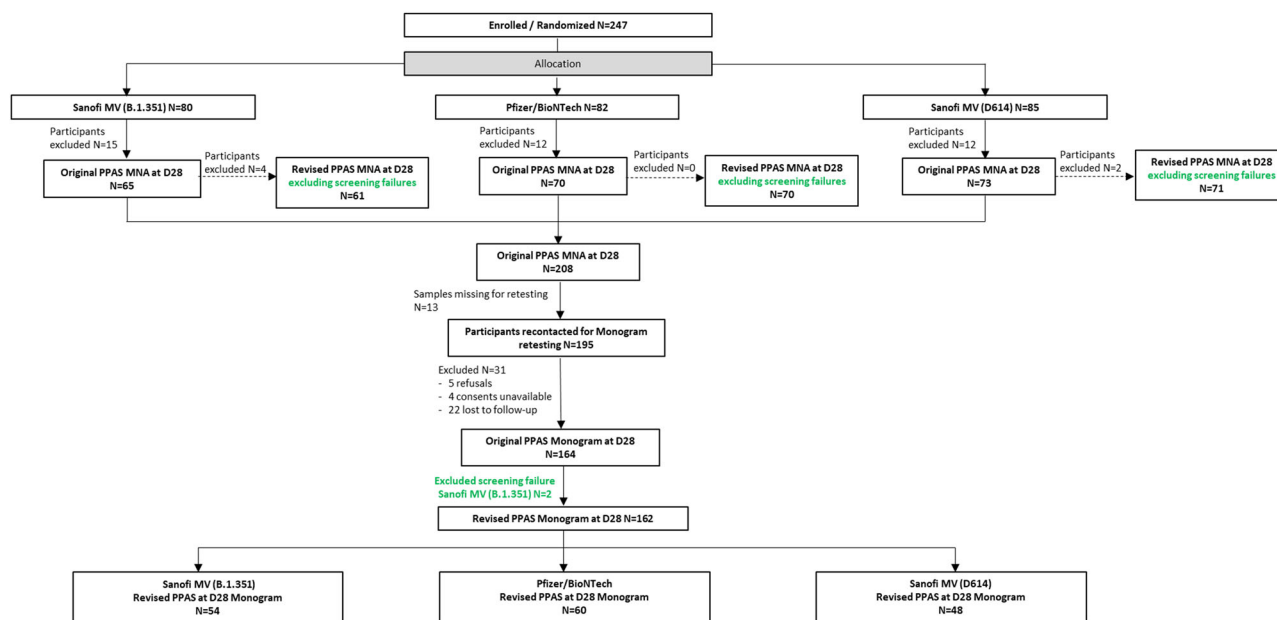 Enrolled / Randomized N=247
Allocation
Sanofi MV (B.1.351) N=80
Pfizer/BioNTech N=82
Sanofi MV (D614) N=85
Participants
excluded N=15
Participants
excluded N=12
Participants
excluded N=12
Original PPAS MNA at D28
N=65
Participants
excluded N=4
Revised PPAS MNA at D28
excluding screening failures
N=61
Original PPAS MNA at D28
N=70
Participants
excluded N=0
Revised PPAS MNA at D28
excluding screening failures
N=70
Original PPAS MNA at D28
N=73
Participants
excluded N=2
Revised PPAS MNA at D28
excluding screening failures
N=71
Original PPAS MNA at D28
N=208
Samples missing for retesting
N=13
Participants recontacted for Monogram
retesting N=195
Excluded N=31
- 5 refusals
- 4 consents unavailable
- 22 lost to follow-up
Original PPAS Monogram at D28
N=164
Excluded screening failure
Sanofi MV (B.1.351) N=2
Revised PPAS Monogram at D28 N=162
Sanofi MV (B.1.351)
Revised PPAS at D28 Monogram
N=54
Pfizer/BioNTech
Revised PPAS at D28 Monogram
N=60
Sanofi MV (D614)
Revised PPAS at D28 Monogram
N=48